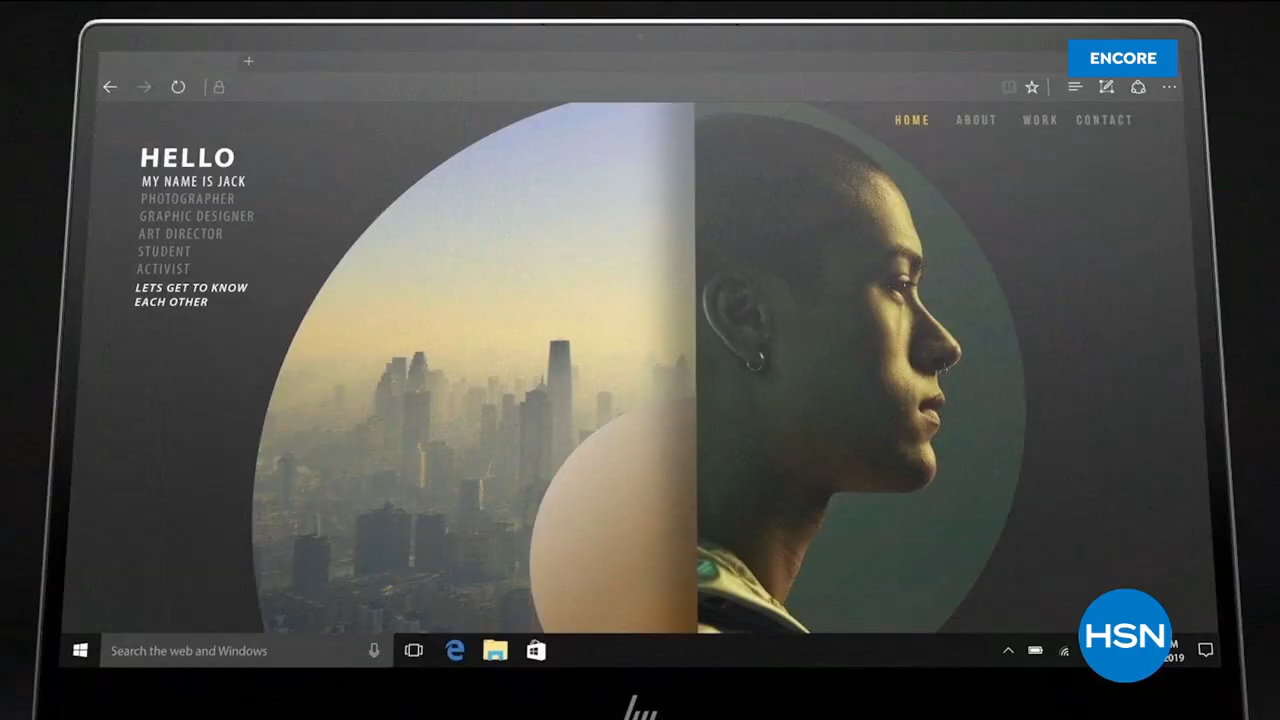 ENCORE
HOME ABOUT WORK CONTACT
HELLO
MY NAME IS JACK
PHOTOGRAPHER
GRAPHIC DESIGNER
ART DIRECTOR
STUDENT
ACTIVIST
LETS GET TO KNOW
EACH OTHER
Search the web and Windows
HSN
2019
hp